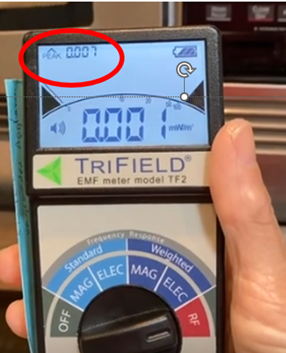 PEAK 0.007
0.001 mW/m²
TRIFIELD®
EMF meter model TF2
Frequency Response
Standard Weighted
OFF MAG ELEC MAG ELEC RF